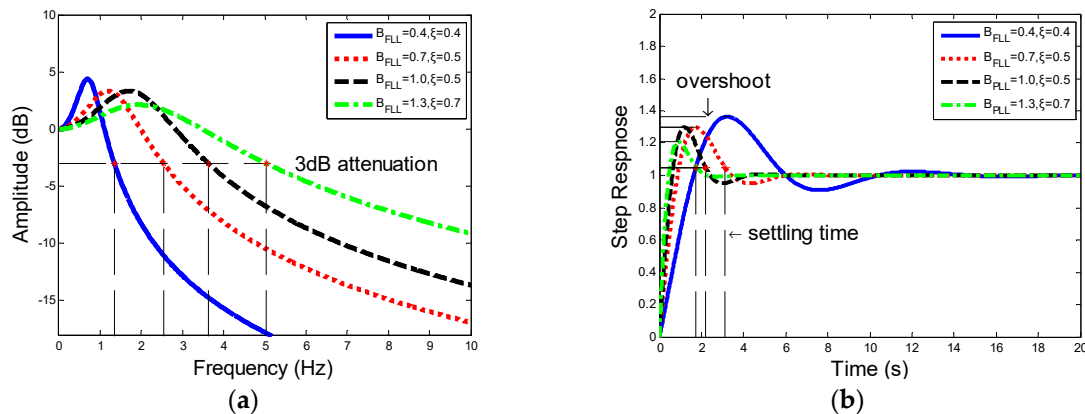 B_FLL=0.4,ξ=0.4
B_FLL=0.7,ξ=0.5
B_FLL=1.0,ξ=0.5
B_FLL=1.3,ξ=0.7
3dB attenuation
Amplitude (dB)
5
0
-5
-10
-15
0 1 2 3 4 5 6 7 8 9 10
Frequency (Hz)
(a)
B_FLL=0.4,ξ=0.4
B_FLL=0.7,ξ=0.5
B_PLL=1.0,ξ=0.5
B_PLL=1.3,ξ=0.7
overshoot
settling time
Step Respnose
2
1.8
1.6
1.4
1.2
1
0.8
0.6
0.4
0.2
0
0 2 4 6 8 10 12 14 16 18 20
Time (s)
(b)